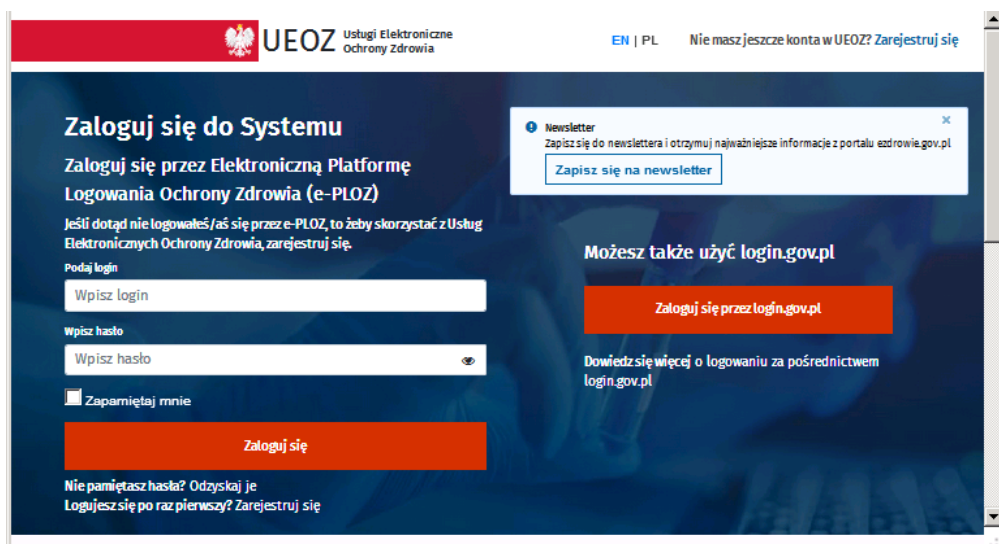 UEOZ Usługi Elektroniczne
Ochrony Zdrowia
EN | PL
Nie masz jeszcze konta w UEOZ? Zarejestruj się
Zaloguj się do Systemu
Zaloguj się przez Elektroniczną Platformę
Logowania Ochrony Zdrowia (e-PLOZ)
Jeśli dotąd nie logowałeś/aś się przez e-PLOZ, to żeby skorzystać z Usług
Elektronicznych Ochrony Zdrowia, zarejestruj się.
Podaj login
Wpisz login
Wpisz hasło
Wpisz hasło
Zapamiętaj mnie
Zaloguj się
Nie pamiętasz hasła? Odzyskaj je
Logujesz się po raz pierwszy? Zarejestruj się
Newsletter
Zapisz się do newslettera i otrzymuj najważniejsze informacje z portalu ezdrowie.gov.pl
Zapisz się na newsletter
Możesz także użyć login.gov.pl
Zaloguj się przez login.gov.pl
Dowiedz się więcej o logowaniu za pośrednictwem
login.gov.pl